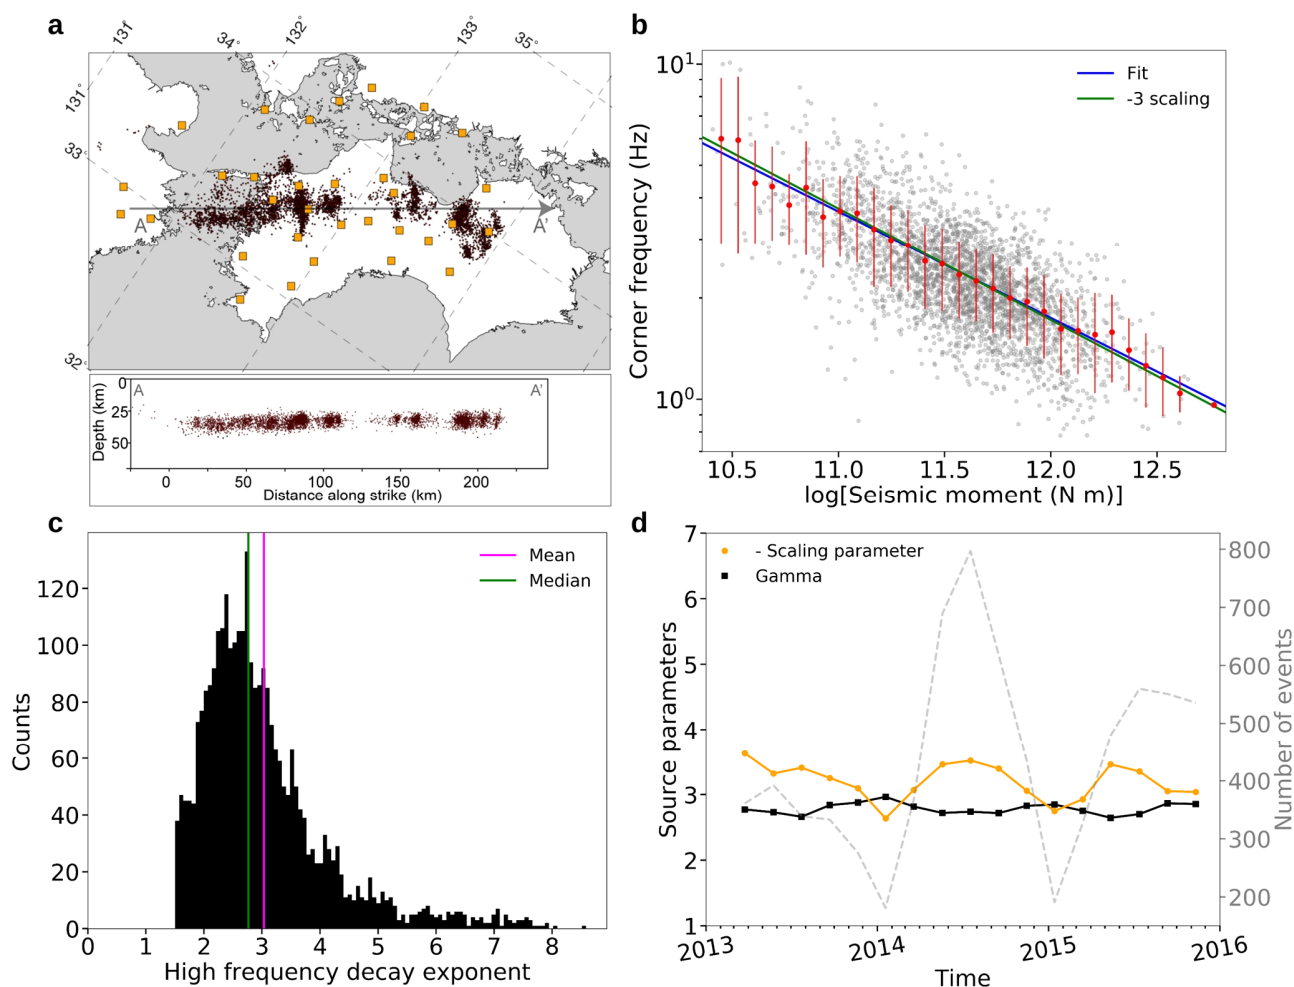 a
131°
34°
132°
133°
35°
131°
33°
32°
A
A'
Depth (km)
0
25
50
A
A'
0
50
100
150
200
Distance along strike (km)
b
Corner frequency (Hz)
10¹
10⁰
Fit
-3 scaling
10.5
11.0
11.5
12.0
12.5
log[Seismic moment (N m)]
c
Counts
120
100
80
60
40
20
0
Mean
Median
0
1
2
3
4
5
6
7
8
High frequency decay exponent
d
Source parameters
7
6
5
4
3
2
1
- Scaling parameter
Gamma
800
700
600
500
400
300
200
Number of events
2013
2014
2015
2016
Time